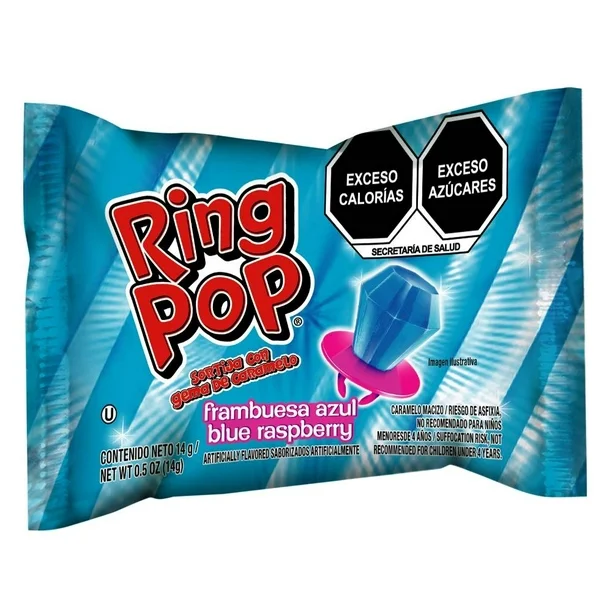 EXCESO
CALORÍAS
EXCESO
AZÚCARES
SECRETARÍA DE SALUD
Ring
POP®
SORTIJA CON
GEMA DE CARAMELO
Imagen ilustrativa
frambuesa azul
blue raspberry
U
CONTENIDO NETO 14 g /
NET WT 0.5 OZ (14g)
ARTIFICIALLY FLAVORED SABORIZADOS ARTIFICIALMENTE
CARAMELO MACIZO / RIESGO DE ASFIXIA,
NO RECOMENDADO PARA NIÑOS
MENORESDE 4 AÑOS / SUFFOCATION RISK, NOT
RECOMMENDED FOR CHILDREN UNDER 4 YEARS.